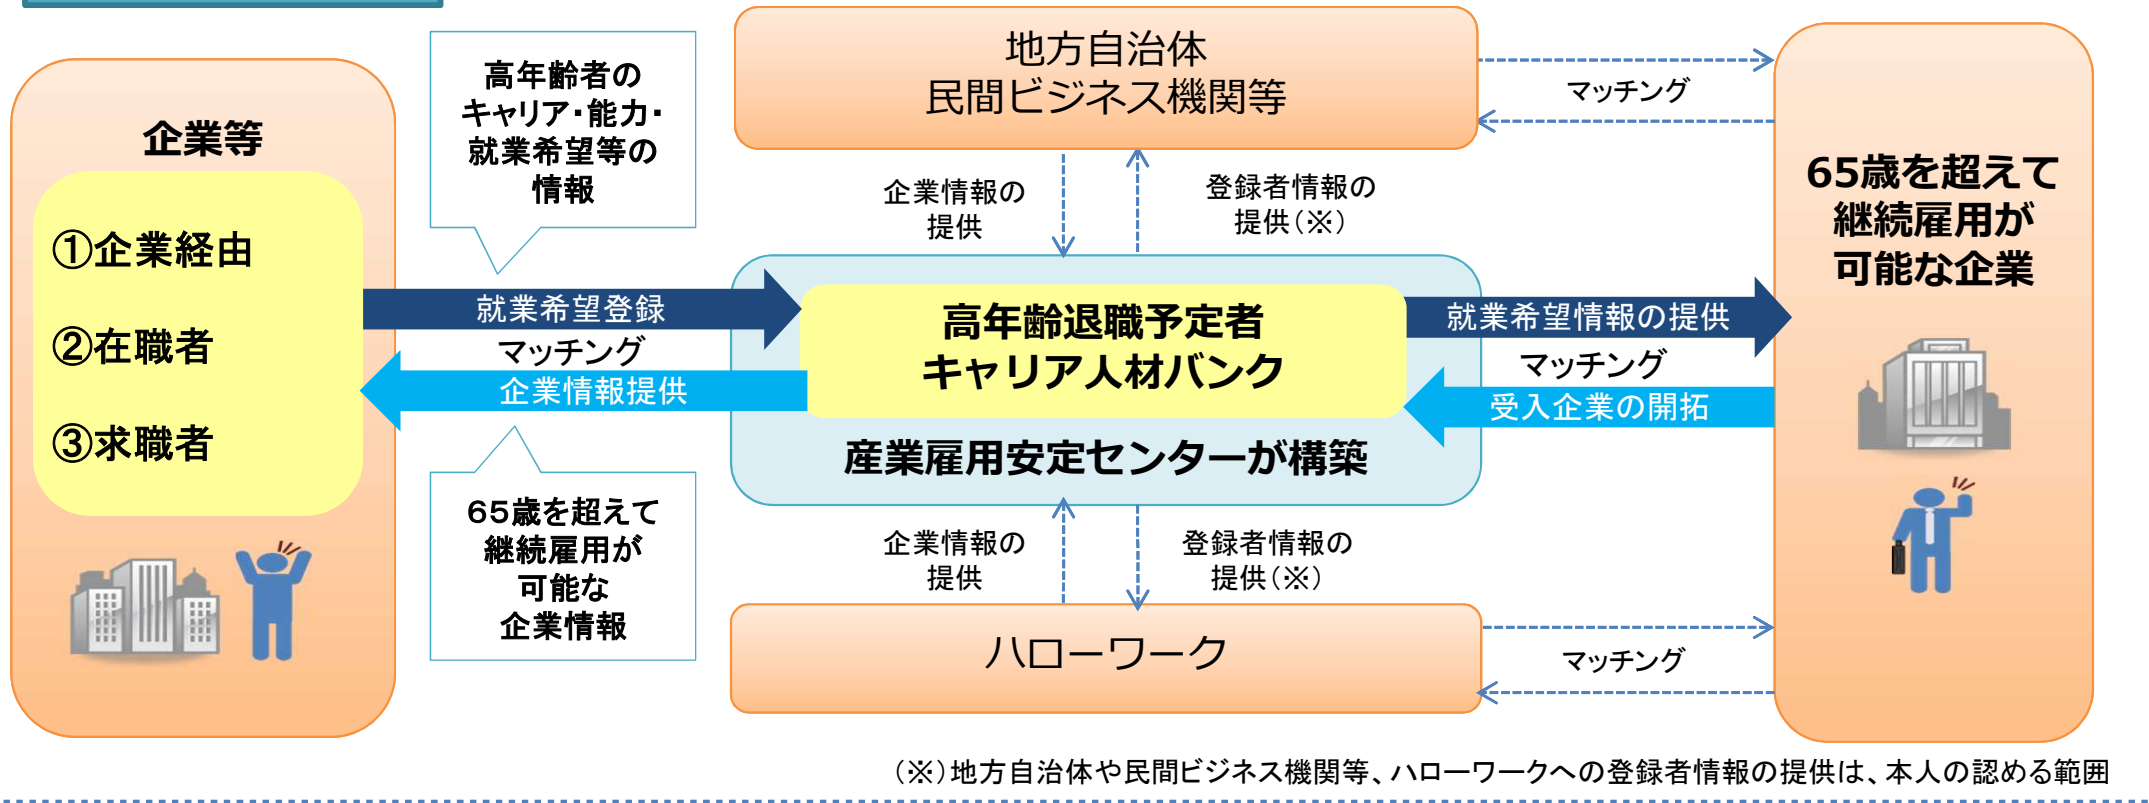 企業等
①企業経由
②在職者
③求職者
高年齢者の
キャリア・能力・
就業希望等の
情報
就業希望登録
マッチング
企業情報提供
65歳を超えて
継続雇用が
可能な
企業情報
地方自治体
民間ビジネス機関等
企業情報の
提供
登録者情報の
提供(※)
高年齢退職予定者
キャリア人材バンク
産業雇用安定センターが構築
企業情報の
提供
登録者情報の
提供(※)
ハローワーク
マッチング
就業希望情報の提供
マッチング
受入企業の開拓
マッチング
65歳を超えて
継続雇用が
可能な企業
(※)地方自治体や民間ビジネス機関等、ハローワークへの登録者情報の提供は、本人の認める範囲